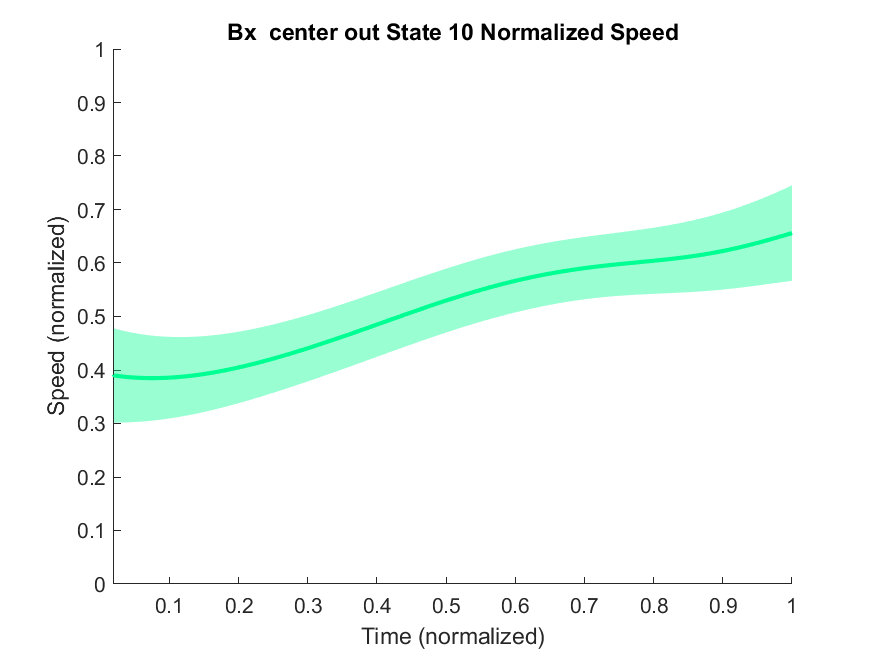 Bx  center out State 10 Normalized Speed
1
0.9
0.8
0.7
0.6
0.5
0.4
0.3
0.2
0.1
0
Speed (normalized)
0.1 0.2 0.3 0.4 0.5 0.6 0.7 0.8 0.9 1
Time (normalized)